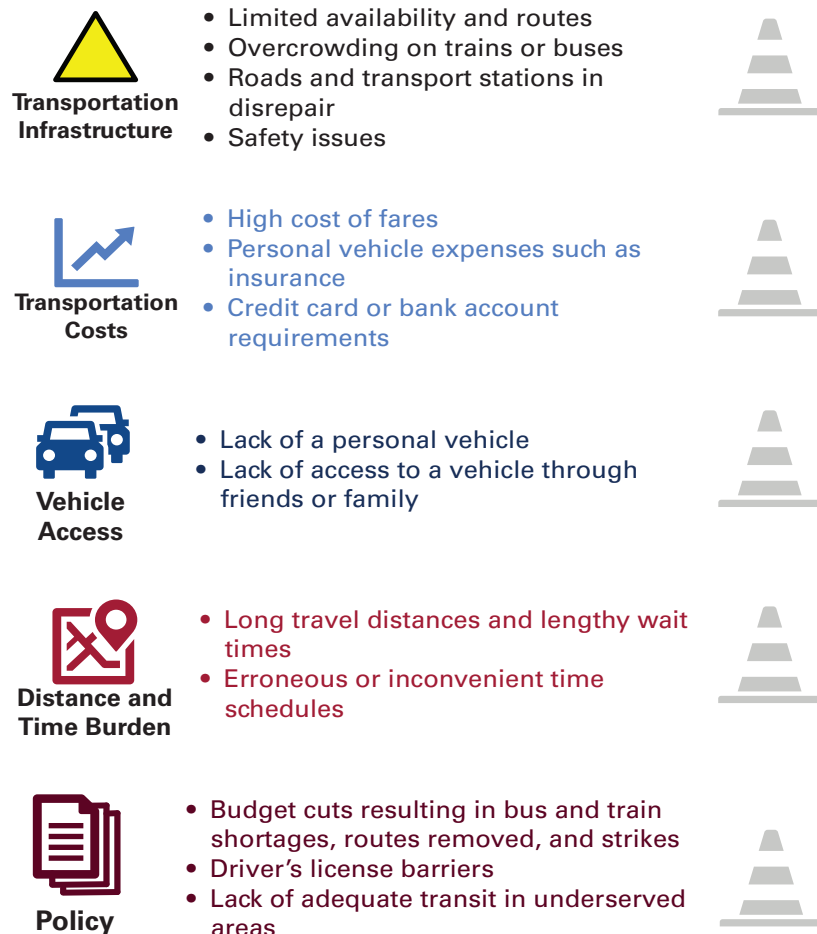 • Limited availability and routes
• Overcrowding on trains or buses
• Roads and transport stations in
disrepair
• Safety issues
Transportation
Infrastructure
• High cost of fares
• Personal vehicle expenses such as
insurance
• Credit card or bank account
requirements
Transportation
Costs
• Lack of a personal vehicle
• Lack of access to a vehicle through
friends or family
Vehicle
Access
• Long travel distances and lengthy wait
times
• Erroneous or inconvenient time
schedules
Distance and
Time Burden
• Budget cuts resulting in bus and train
shortages, routes removed, and strikes
• Driver’s license barriers
• Lack of adequate transit in underserved
areas
Policy